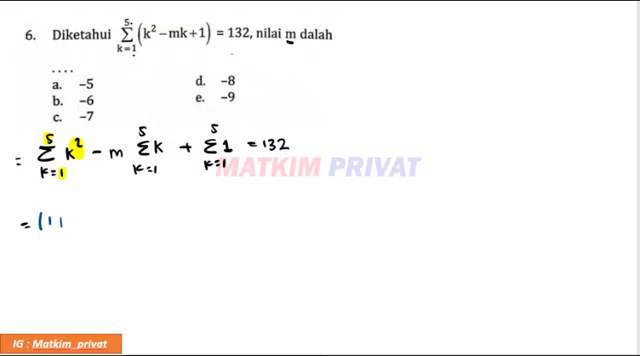 6. Diketahui ∑_{k=1}^{5} (k² − mk + 1) = 132, nilai m dalah
....
a. −5
b. −6
c. −7
d. −8
e. −9
= ∑_{k=1}^{5} k² − m ∑_{k=1}^{5} k + ∑_{k=1}^{5} 1 = 132
MATKIM PRIVAT
= (1
IG : Matkim_privat